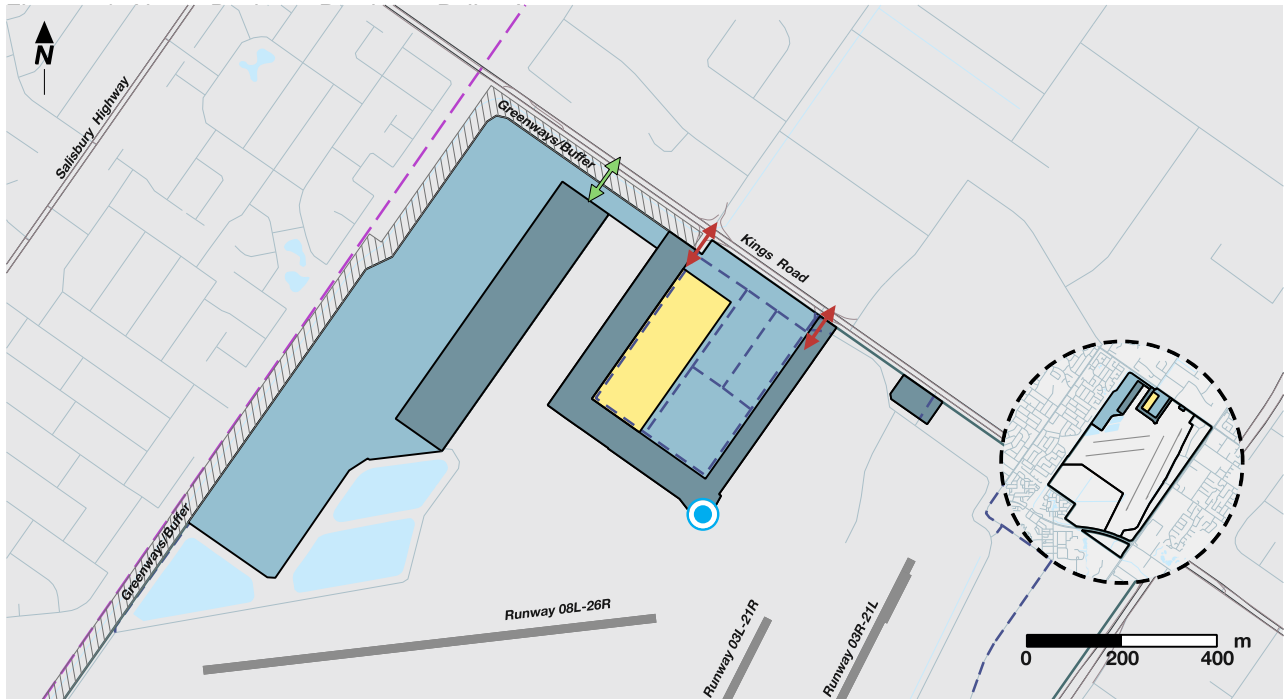 N
Salisbury Highway
Greenways/Buffer
Kings Road
Greenways/Buffer
Runway 08L-26R
Runway 03L-21R
Runway 03R-21L
m
0 200 400